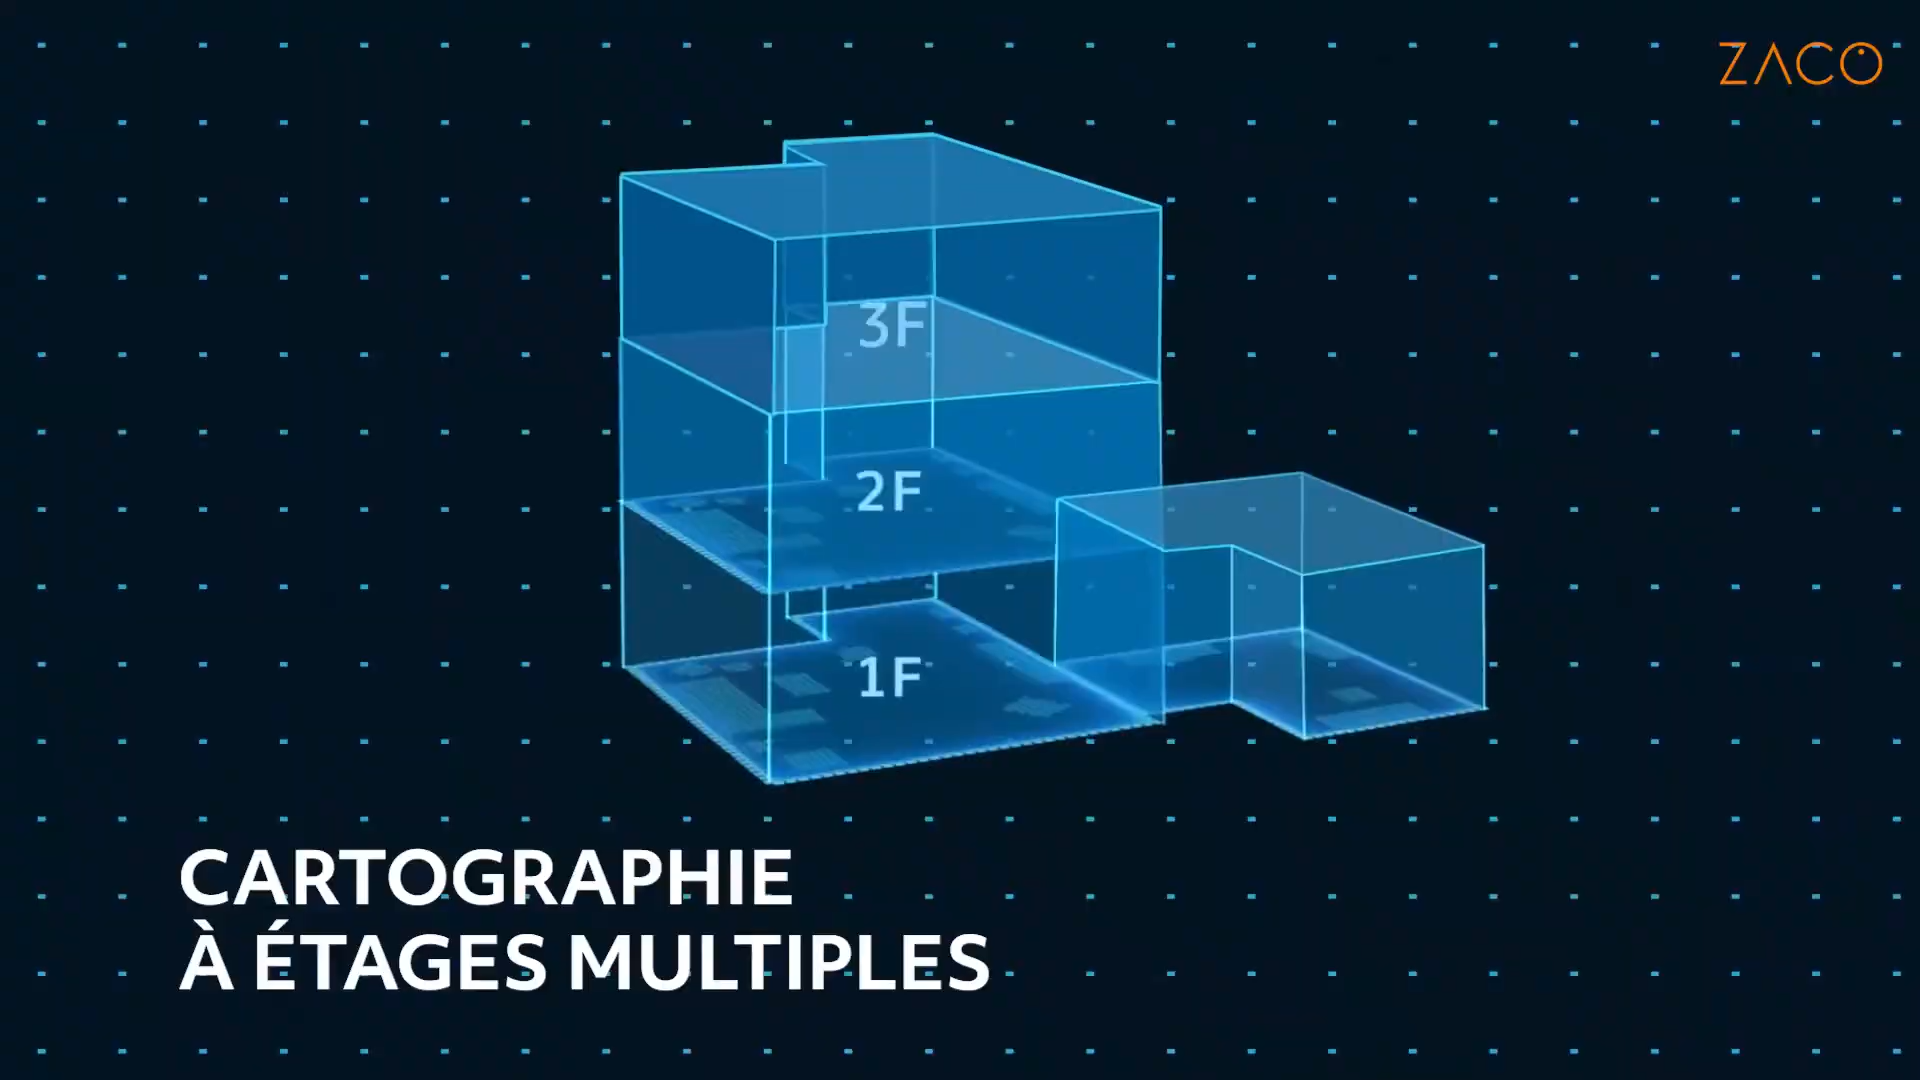 ZACO
3F
2F
1F
CARTOGRAPHIE
À ÉTAGES MULTIPLES